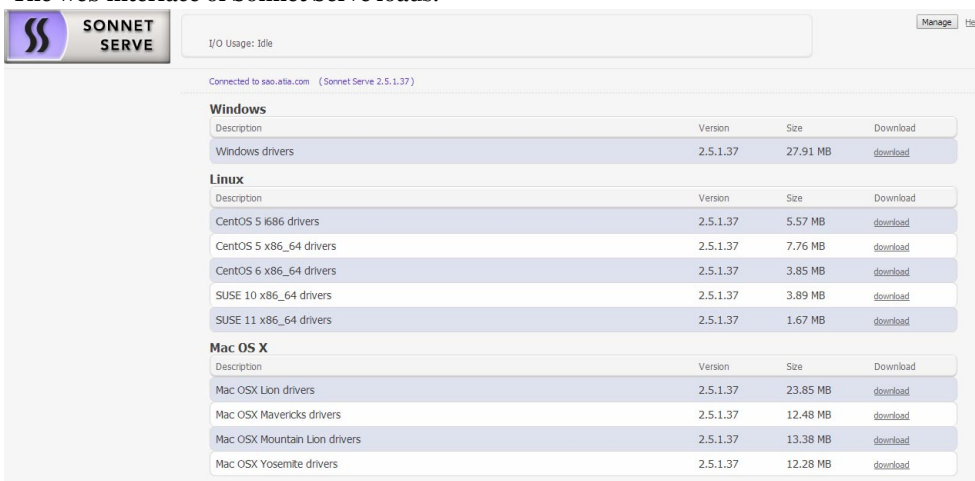 The web interface of Sonnet Serve loads.
SONNET
SERVE
I/O Usage: Idle
Manage
Connected to sao.atia.com (Sonnet Serve 2.5.1.37)
Windows
Description Version Size Download
Windows drivers 2.5.1.37 27.91 MB download
Linux
Description Version Size Download
CentOS 5 i686 drivers 2.5.1.37 5.57 MB download
CentOS 5 x86_64 drivers 2.5.1.37 7.76 MB download
CentOS 6 x86_64 drivers 2.5.1.37 3.85 MB download
SUSE 10 x86_64 drivers 2.5.1.37 3.89 MB download
SUSE 11 x86_64 drivers 2.5.1.37 1.67 MB download
Mac OS X
Description Version Size Download
Mac OSX Lion drivers 2.5.1.37 23.85 MB download
Mac OSX Mavericks drivers 2.5.1.37 12.48 MB download
Mac OSX Mountain Lion drivers 2.5.1.37 13.38 MB download
Mac OSX Yosemite drivers 2.5.1.37 12.28 MB download